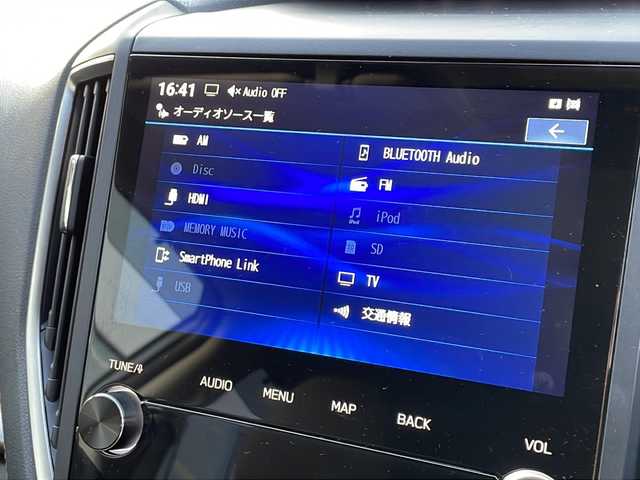 16:41 Audio OFF
オーディオソース一覧
AM
BLUETOOTH Audio
Disc
FM
HDMI
iPod
MEMORY MUSIC
SD
SmartPhone Link
TV
USB
交通情報
TUNE/
AUDIO
MENU
MAP
BACK
VOL